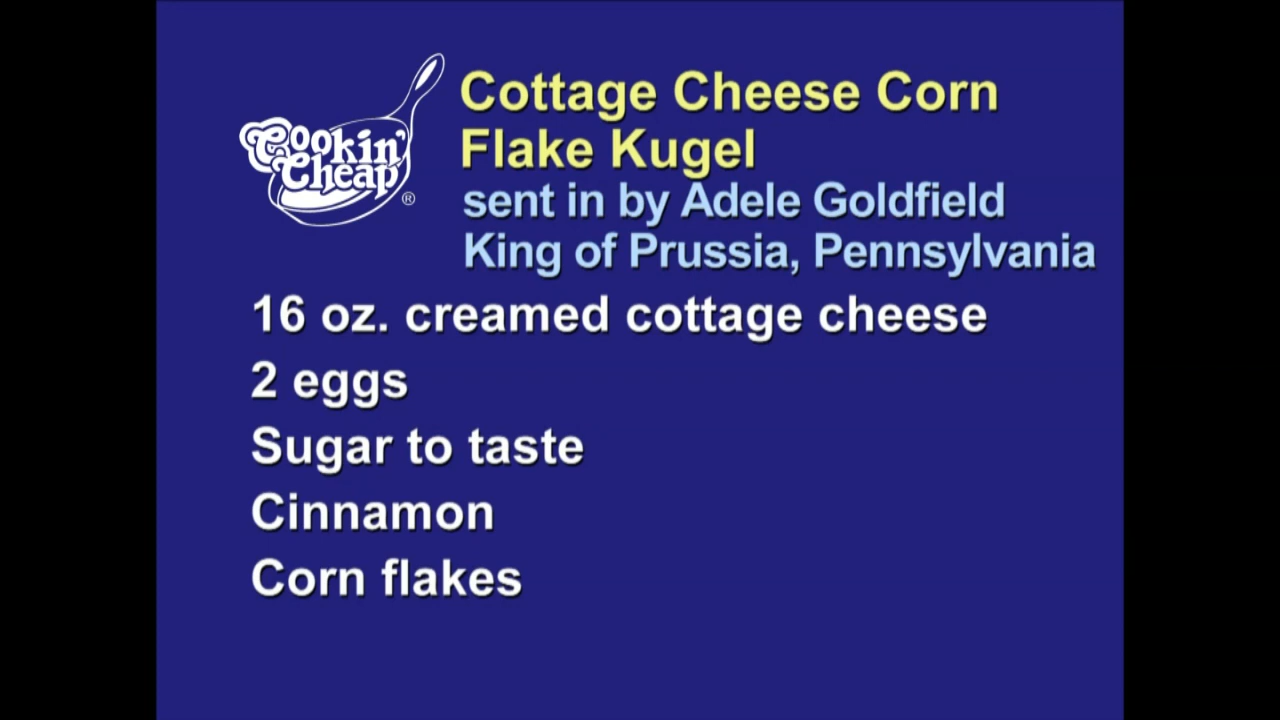 Cookin'
Cheap
®
Cottage Cheese Corn
Flake Kugel
sent in by Adele Goldfield
King of Prussia, Pennsylvania
16 oz. creamed cottage cheese
2 eggs
Sugar to taste
Cinnamon
Corn flakes